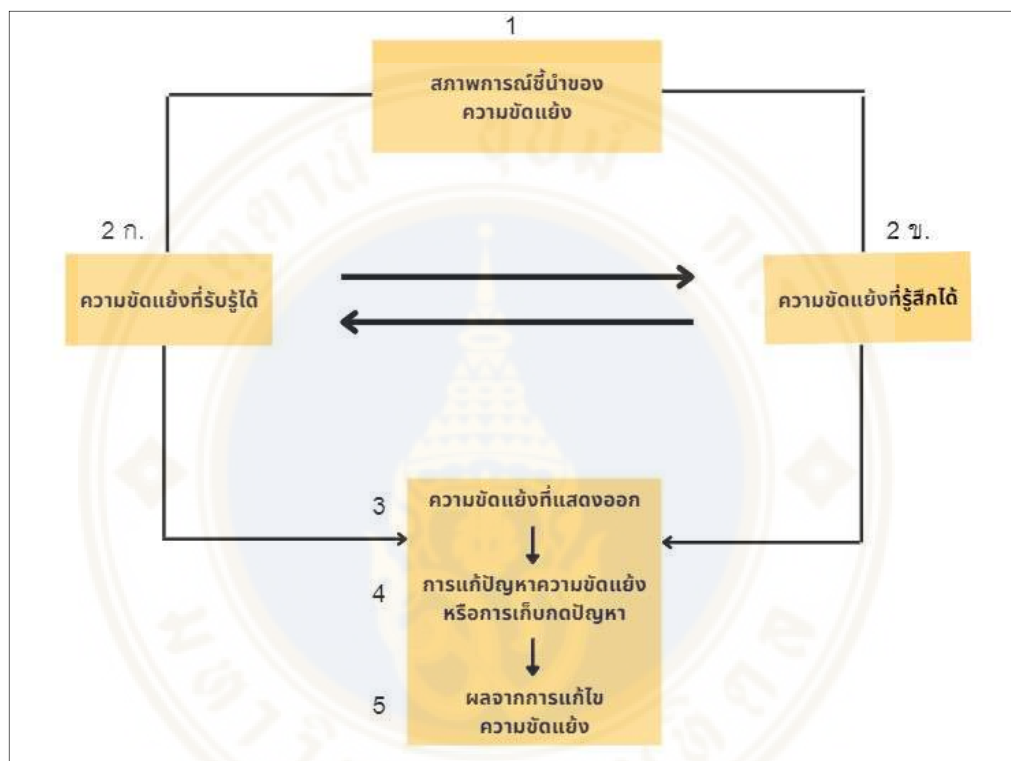 1
สภาพการณ์ชี้นำของ
ความขัดแย้ง
2 ก.
2 ข.
ความขัดแย้งที่รับรู้ได้
ความขัดแย้งที่รู้สึกได้
3
ความขัดแย้งที่แสดงออก
4
การแก้ปัญหาความขัดแย้ง
หรือการเก็บกดปัญหา
5
ผลจากการแก้ไข
ความขัดแย้ง